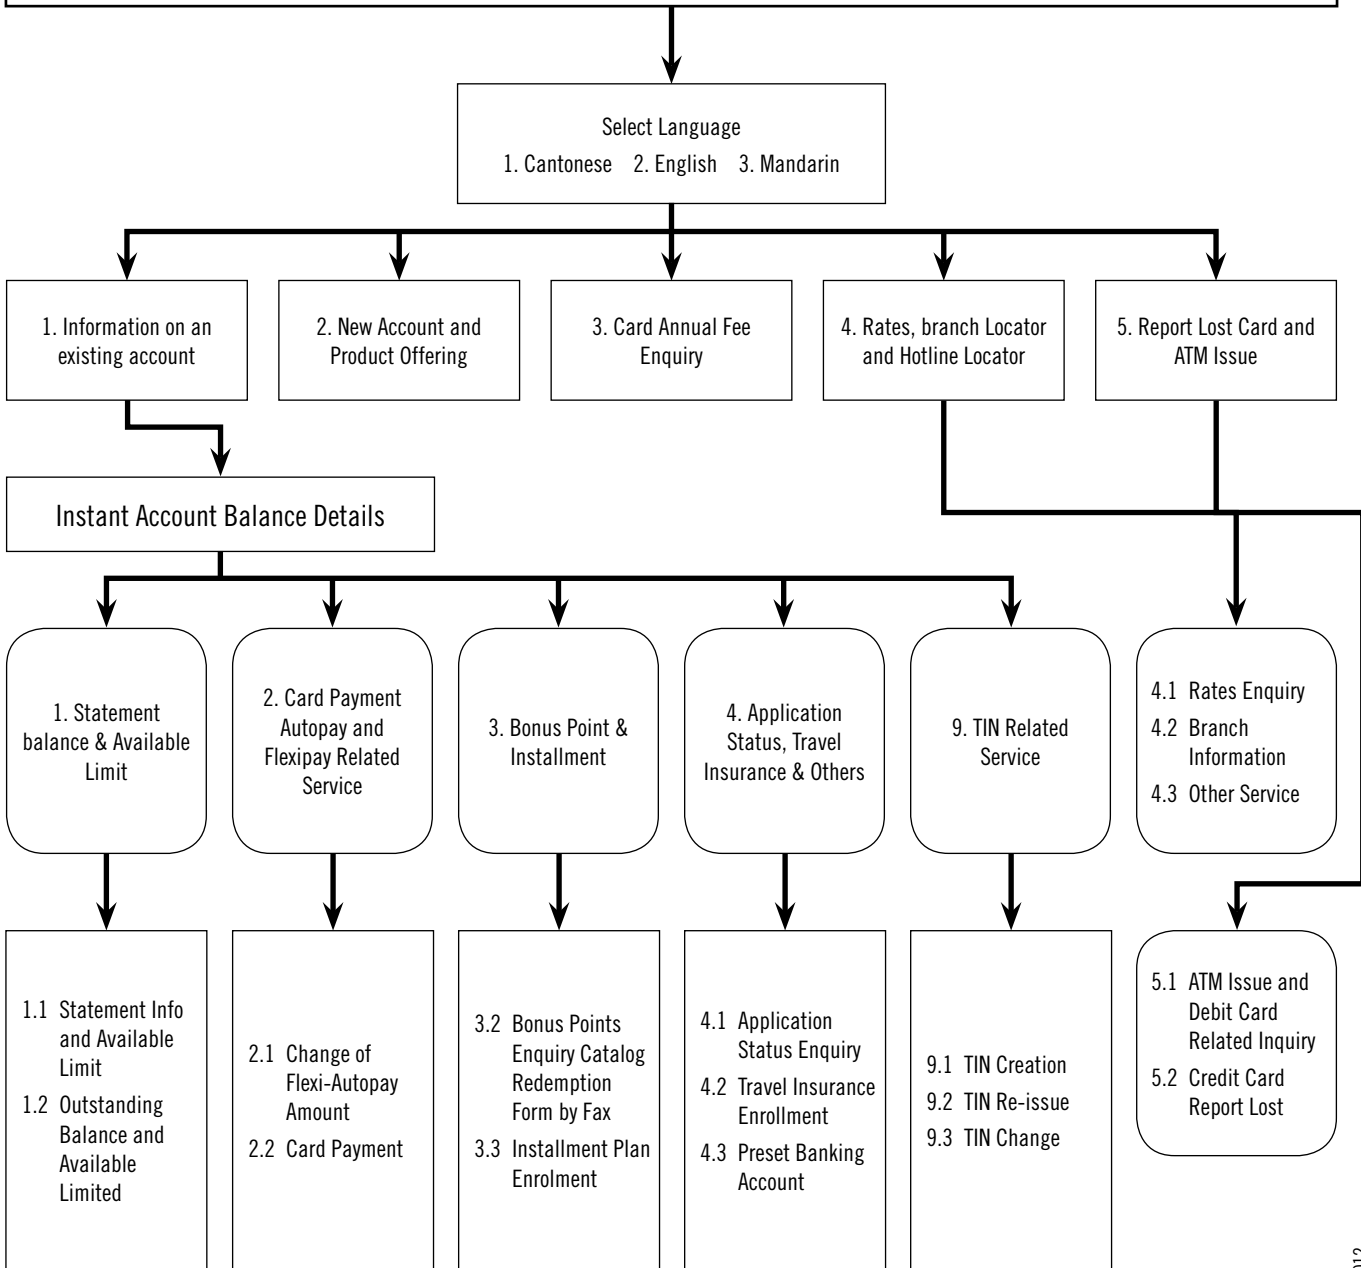 Select Language
1. Cantonese 2. English 3. Mandarin
1. Information on an
existing account
2. New Account and
Product Offering
3. Card Annual Fee
Enquiry
4. Rates, branch Locator
and Hotline Locator
5. Report Lost Card and
ATM Issue
Instant Account Balance Details
1. Statement
balance & Available
Limit
2. Card Payment
Autopay and
Flexipay Related
Service
3. Bonus Point &
Installment
4. Application
Status, Travel
Insurance & Others
9. TIN Related
Service
4.1 Rates Enquiry
4.2 Branch
Information
4.3 Other Service
1.1 Statement Info
and Available
Limit
1.2 Outstanding
Balance and
Available
Limited
2.1 Change of
Flexi-Autopay
Amount
2.2 Card Payment
3.2 Bonus Points
Enquiry Catalog
Redemption
Form by Fax
3.3 Installment Plan
Enrolment
4.1 Application
Status Enquiry
4.2 Travel Insurance
Enrollment
4.3 Preset Banking
Account
9.1 TIN Creation
9.2 TIN Re-issue
9.3 TIN Change
5.1 ATM Issue and
Debit Card
Related Inquiry
5.2 Credit Card
Report Lost